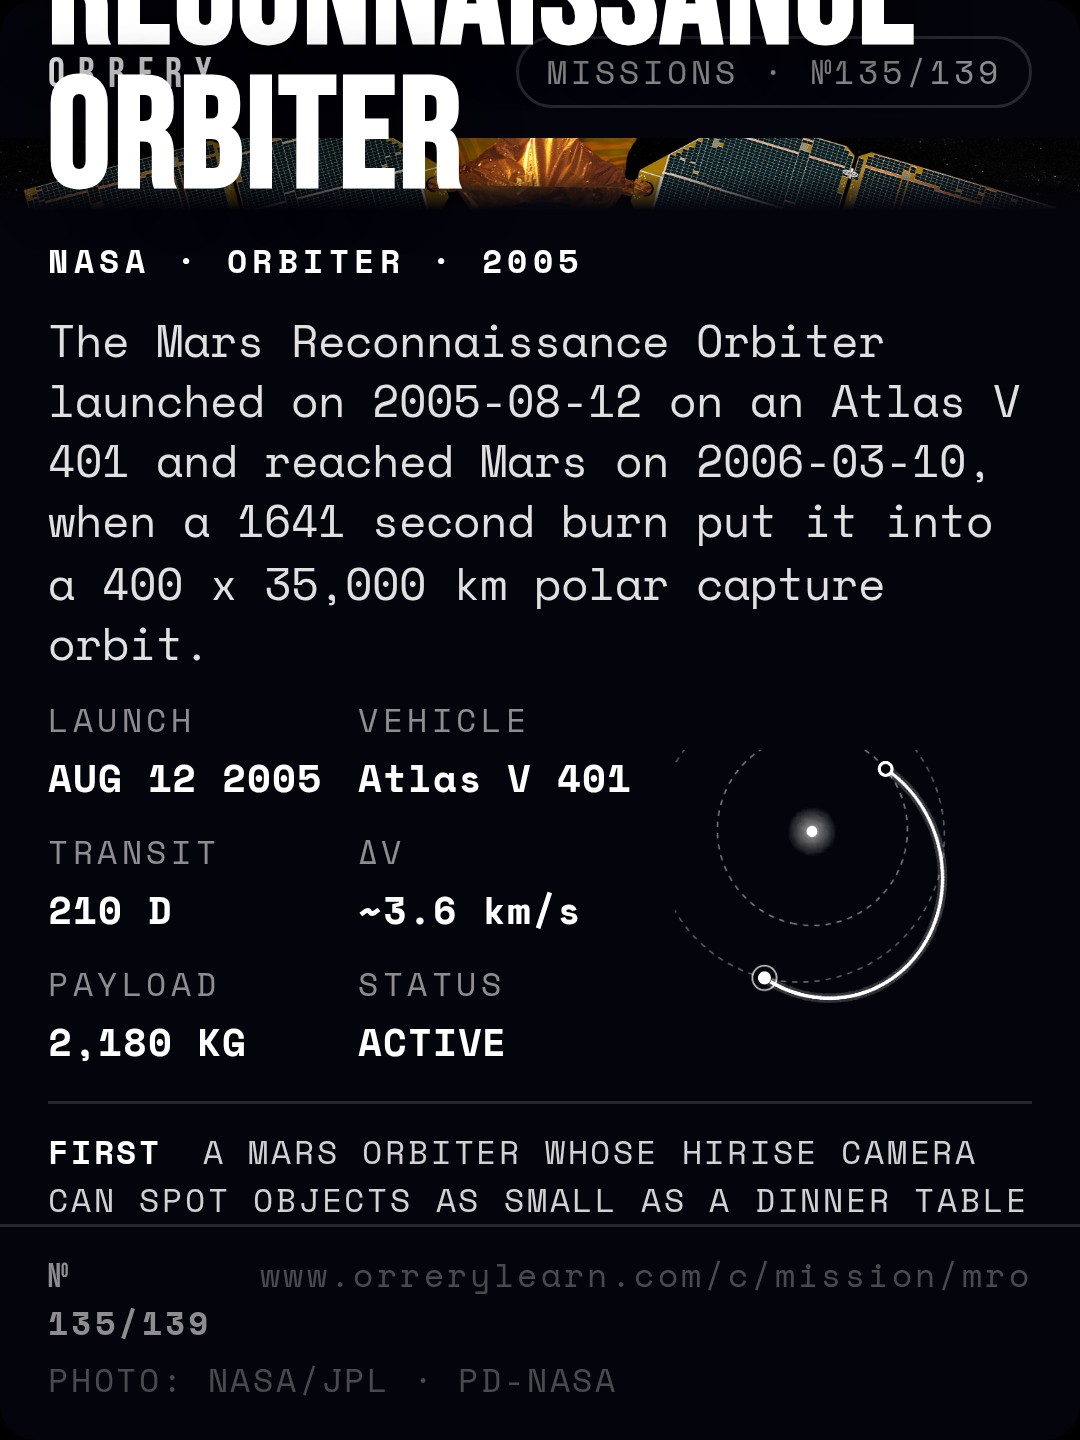 RECONNAISSANCE
ORRERY
MISSIONS · №135/139
ORBITER
NASA · ORBITER · 2005
The Mars Reconnaissance Orbiter
launched on 2005-08-12 on an Atlas V
401 and reached Mars on 2006-03-10,
when a 1641 second burn put it into
a 400 x 35,000 km polar capture
orbit.
LAUNCH VEHICLE
AUG 12 2005 Atlas V 401
TRANSIT ΔV
210 D ~3.6 km/s
PAYLOAD STATUS
2,180 KG ACTIVE
FIRST A MARS ORBITER WHOSE HIRISE CAMERA
CAN SPOT OBJECTS AS SMALL AS A DINNER TABLE
№ www.orrerylearn.com/c/mission/mro
135/139
PHOTO: NASA/JPL · PD-NASA